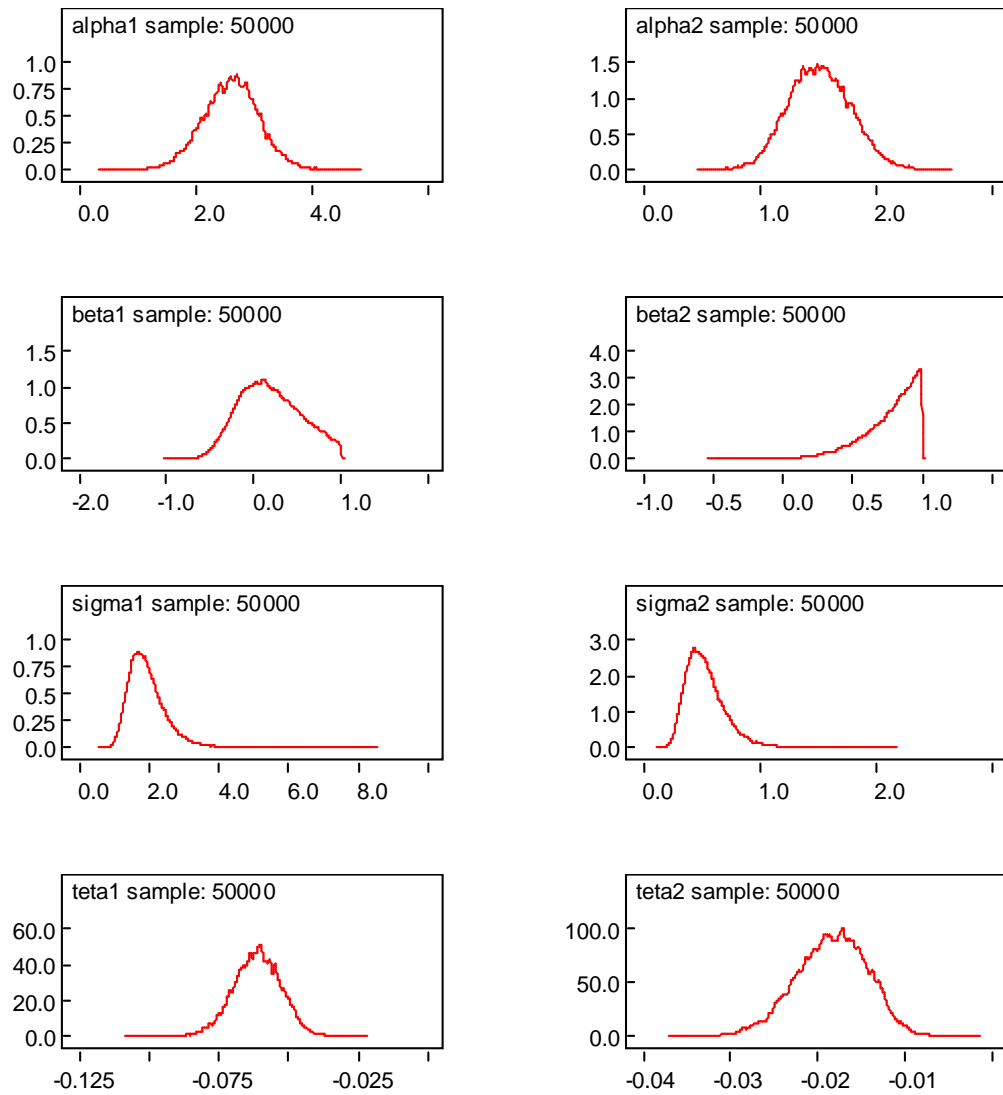 alpha1 sample: 50000
1.0
0.75
0.5
0.25
0.0
0.0 2.0 4.0
alpha2 sample: 50000
1.5
1.0
0.5
0.0
0.0 1.0 2.0
beta1 sample: 50000
1.5
1.0
0.5
0.0
-2.0 -1.0 0.0 1.0
beta2 sample: 50000
4.0
3.0
2.0
1.0
0.0
-1.0 -0.5 0.0 0.5 1.0
sigma1 sample: 50000
1.0
0.75
0.5
0.25
0.0
0.0 2.0 4.0 6.0 8.0
sigma2 sample: 50000
3.0
2.0
1.0
0.0
0.0 1.0 2.0
teta1 sample: 50000
60.0
40.0
20.0
0.0
-0.125 -0.075 -0.025
teta2 sample: 50000
100.0
50.0
0.0
-0.04 -0.03 -0.02 -0.01